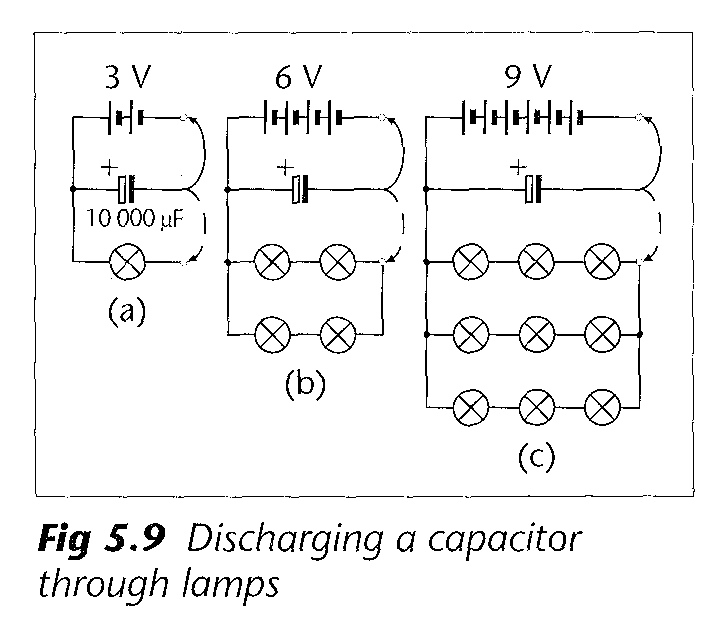 3 V
6 V
9 V
+
+
+
10 000 µF
(a)
(b)
(c)
Fig 5.9 Discharging a capacitor
through lamps